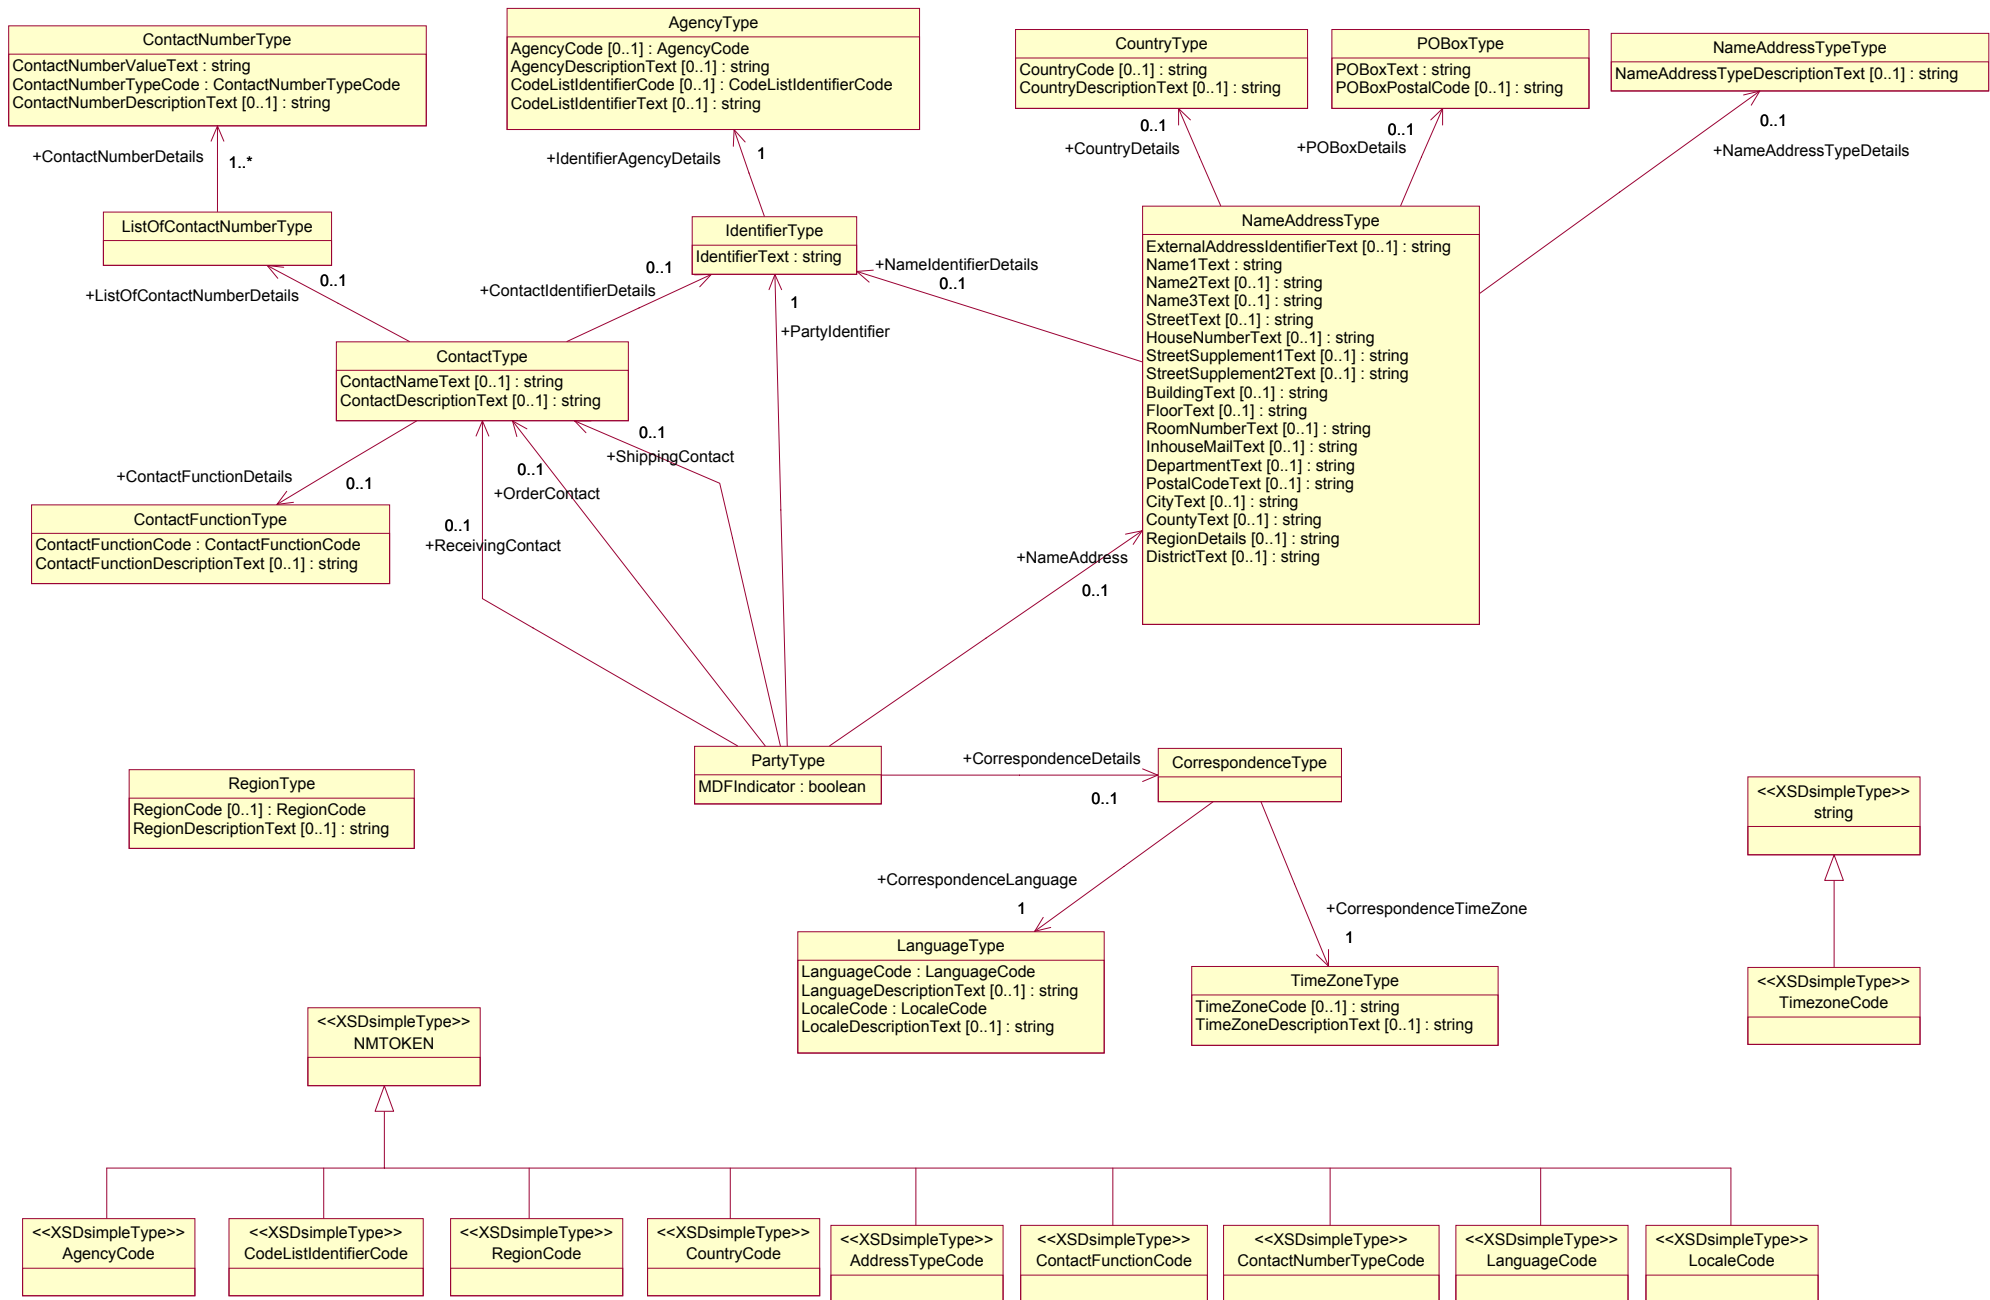 ContactNumberType
ContactNumberValueText : string
ContactNumberTypeCode : ContactNumberTypeCode
ContactNumberDescriptionText [0..1] : string
AgencyType
AgencyCode [0..1] : AgencyCode
AgencyDescriptionText [0..1] : string
CodeListIdentifierCode [0..1] : CodeListIdentifierCode
CodeListIdentifierText [0..1] : string
CountryType
CountryCode [0..1] : string
CountryDescriptionText [0..1] : string
POBoxType
POBoxText : string
POBoxPostalCode [0..1] : string
NameAddressTypeType
NameAddressTypeDescriptionText [0..1] : string
+ContactNumberDetails
1..*
+IdentifierAgencyDetails
1
0..1
+CountryDetails
0..1
+POBoxDetails
0..1
+NameAddressTypeDetails
ListOfContactNumberType
IdentifierType
IdentifierText : string
NameAddressType
ExternalAddressIdentifierText [0..1] : string
Name1Text : string
Name2Text [0..1] : string
Name3Text [0..1] : string
StreetText [0..1] : string
HouseNumberText [0..1] : string
StreetSupplement1Text [0..1] : string
StreetSupplement2Text [0..1] : string
BuildingText [0..1] : string
FloorText [0..1] : string
RoomNumberText [0..1] : string
InhouseMailText [0..1] : string
DepartmentText [0..1] : string
PostalCodeText [0..1] : string
CityText [0..1] : string
CountyText [0..1] : string
RegionDetails [0..1] : string
DistrictText [0..1] : string
0..1
+ListOfContactNumberDetails
0..1
+ContactIdentifierDetails
+NameIdentifierDetails
0..1
1
+PartyIdentifier
ContactType
ContactNameText [0..1] : string
ContactDescriptionText [0..1] : string
0..1
+ShippingContact
0..1
+OrderContact
0..1
+ReceivingContact
+ContactFunctionDetails
0..1
ContactFunctionType
ContactFunctionCode : ContactFunctionCode
ContactFunctionDescriptionText [0..1] : string
+NameAddress
0..1
PartyType
MDFIndicator : boolean
+CorrespondenceDetails
0..1
CorrespondenceType
RegionType
RegionCode [0..1] : RegionCode
RegionDescriptionText [0..1] : string
<<XSDsimpleType>>
string
+CorrespondenceLanguage
1
+CorrespondenceTimeZone
1
LanguageType
LanguageCode : LanguageCode
LanguageDescriptionText [0..1] : string
LocaleCode : LocaleCode
LocaleDescriptionText [0..1] : string
TimeZoneType
TimeZoneCode [0..1] : string
TimeZoneDescriptionText [0..1] : string
<<XSDsimpleType>>
TimezoneCode
<<XSDsimpleType>>
NMTOKEN
<<XSDsimpleType>>
AgencyCode
<<XSDsimpleType>>
CodeListIdentifierCode
<<XSDsimpleType>>
RegionCode
<<XSDsimpleType>>
CountryCode
<<XSDsimpleType>>
AddressTypeCode
<<XSDsimpleType>>
ContactFunctionCode
<<XSDsimpleType>>
ContactNumberTypeCode
<<XSDsimpleType>>
LanguageCode
<<XSDsimpleType>>
LocaleCode